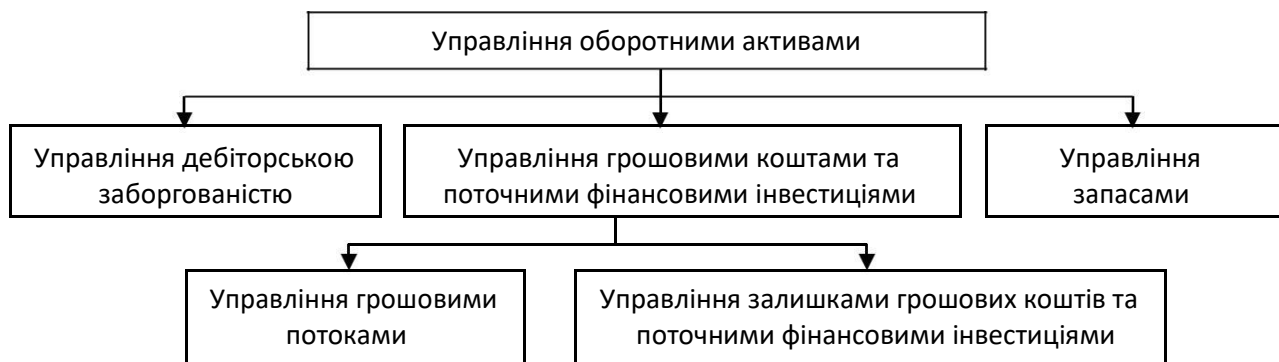 Управління оборотними активами
Управління дебіторською
заборгованістю
Управління грошовими коштами та
поточними фінансовими інвестиціями
Управління
запасами
Управління грошовими
потоками
Управління залишками грошових коштів та
поточними фінансовими інвестиціями